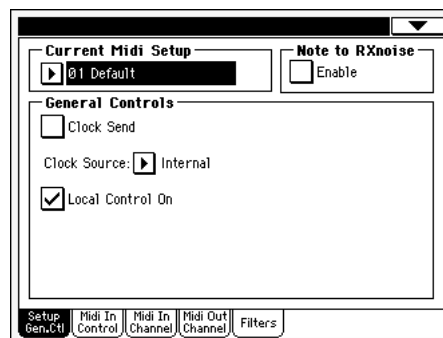 Current Midi Setup
01 Default
Note to RXnoise
Enable
General Controls
Clock Send
Clock Source: Internal
Local Control On
Setup Gen.Ctl
Midi In Control
Midi In Channel
Midi Out Channel
Filters